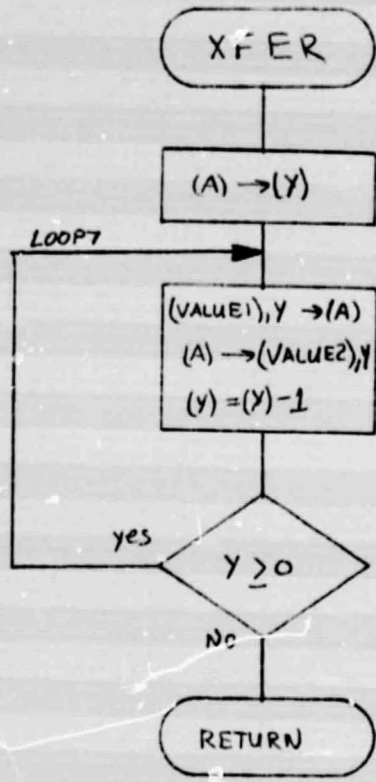 XFER
(A) → (Y)
LOOP7
(VALUE1),Y → (A)
(A) → (VALUE2),Y
(Y) = (Y) - 1
yes
Y ≥ 0
No
RETURN